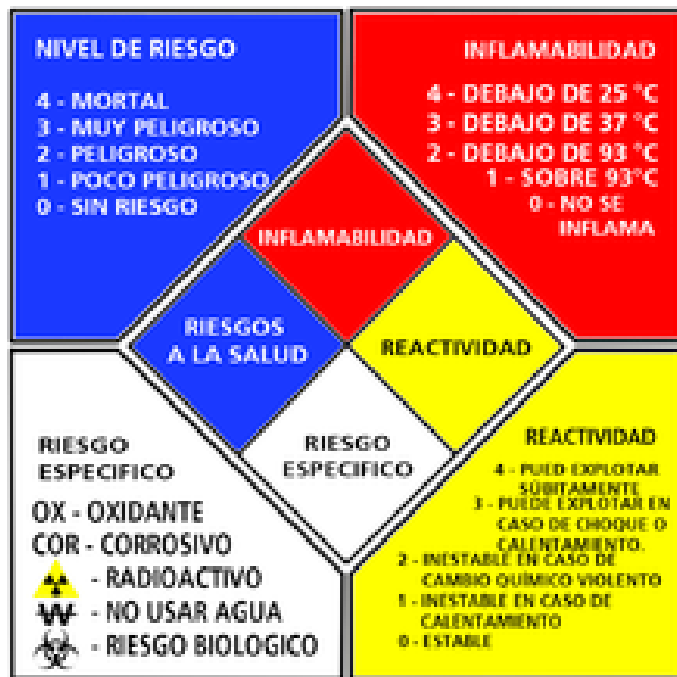 NIVEL DE RIESGO
4 - MORTAL
3 - MUY PELIGROSO
2 - PELIGROSO
1 - POCO PELIGROSO
0 - SIN RIESGO
INFLAMABILIDAD
4 - DEBAJO DE 25 °C
3 - DEBAJO DE 37 °C
2 - DEBAJO DE 93 °C
1 - SOBRE 93°C
0 - NO SE
INFLAMA
INFLAMABILIDAD
RIESGOS
A LA SALUD
REACTIVIDAD
RIESGO
ESPECIFICO
RIESGO
ESPECIFICO
OX - OXIDANTE
COR - CORROSIVO
- RADIOACTIVO
W - NO USAR AGUA
- RIESGO BIOLOGICO
REACTIVIDAD
4 - PUED EXPLOTAR
SÚBITAMENTE
3 - PUEDE EXPLOTAR EN
CASO DE CHOQUE O
CALENTAMIENTO.
2 - INESTABLE EN CASO DE
CAMBIO QUÍMICO VIOLENTO
1 - INESTABLE EN CASO DE
CALENTAMIENTO
0 - ESTABLE